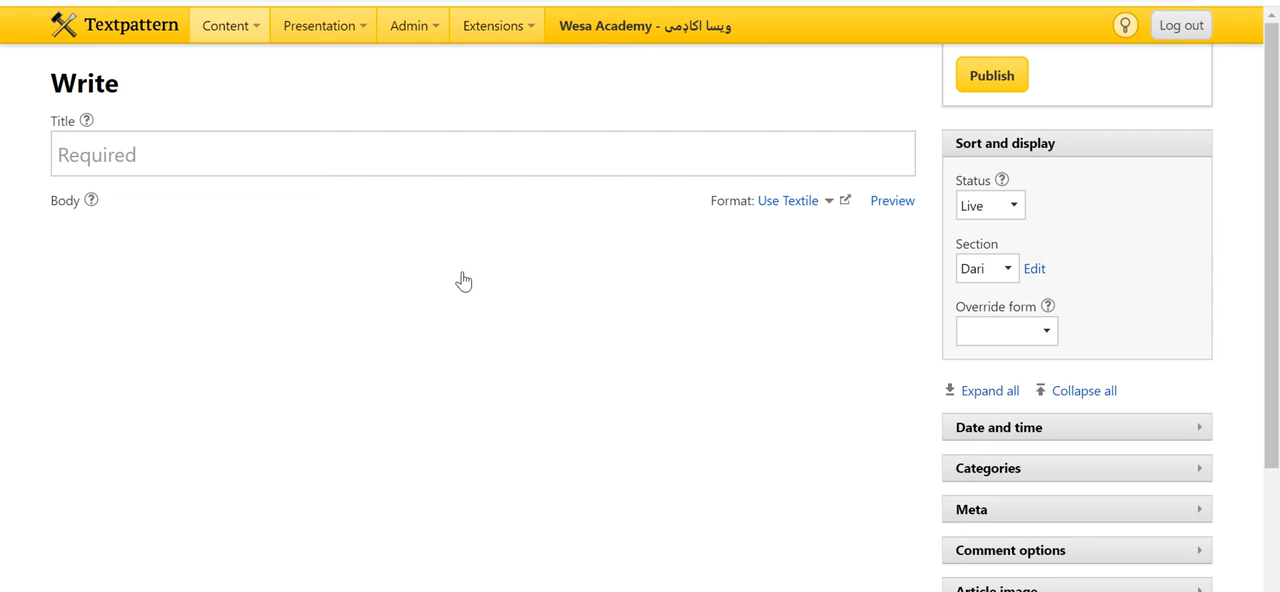 Textpattern Content Presentation Admin Extensions Wesa Academy - ویسا اکاډمی Log out
Write
Title
Required
Body
Format: Use Textile Preview
Publish
Sort and display
Status
Live
Section
Dari Edit
Override form
Expand all Collapse all
Date and time
Categories
Meta
Comment options
Article image